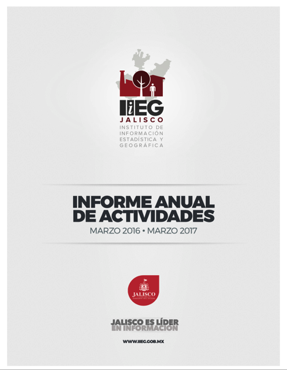 IIEG
JALISCO
INSTITUTO DE
INFORMACIÓN
ESTADÍSTICA Y
GEOGRÁFICA
INFORME ANUAL
DE ACTIVIDADES
MARZO 2016 • MARZO 2017
JALISCO
JALISCO ES LÍDER
EN INFORMACIÓN
WWW.IIEG.GOB.MX